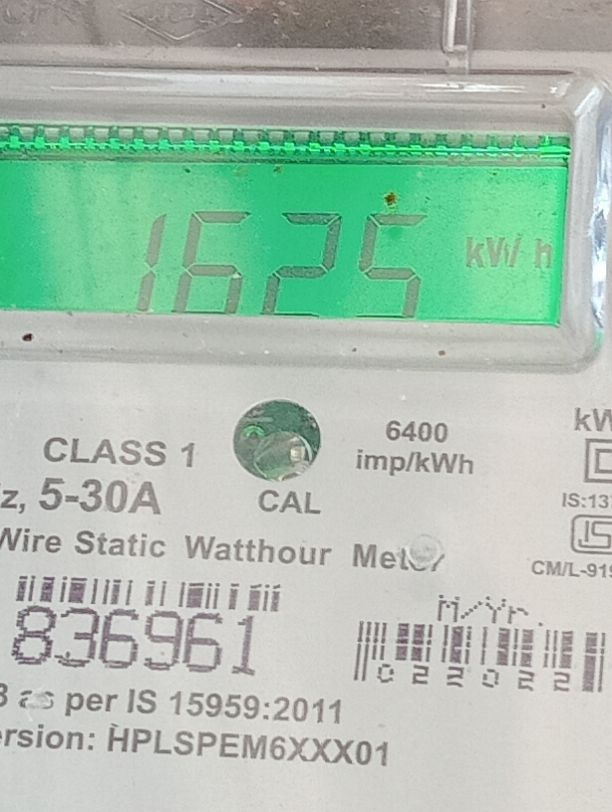 1625 kWh
CLASS 1
6400
imp/kWh
kW
z, 5-30A
CAL
IS:13
Wire Static Watthour Meter
CM/L-919
M/Yr.
836961
022022
as per IS 15959:2011
ersion: HPLSPEM6XXX01